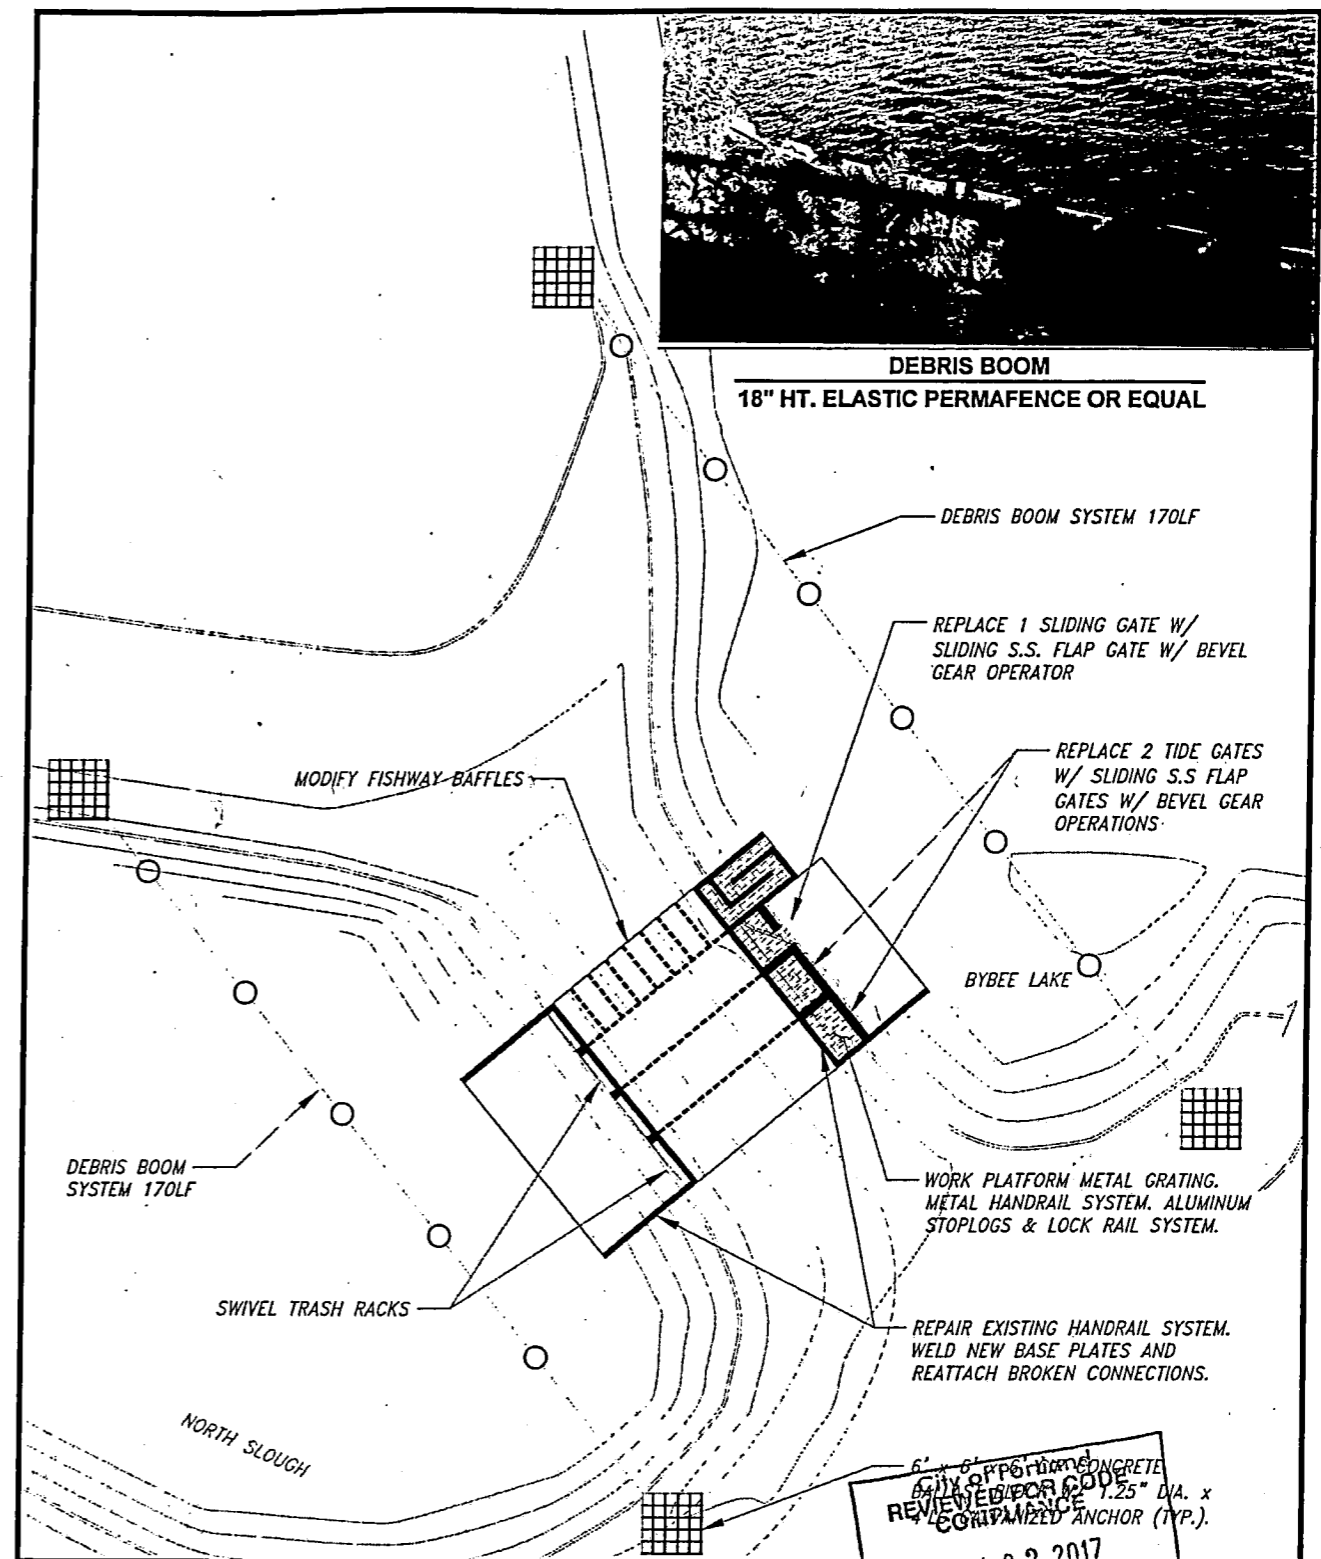 DEBRIS BOOM
18" HT. ELASTIC PERMAFENCE OR EQUAL
DEBRIS BOOM SYSTEM 170LF
REPLACE 1 SLIDING GATE W/
SLIDING S.S. FLAP GATE W/ BEVEL
GEAR OPERATOR
REPLACE 2 TIDE GATES
W/ SLIDING S.S FLAP
GATES W/ BEVEL GEAR
OPERATIONS
MODIFY FISHWAY BAFFLES
BYBEE LAKE
DEBRIS BOOM
SYSTEM 170LF
WORK PLATFORM METAL GRATING.
METAL HANDRAIL SYSTEM. ALUMINUM
STOPLOGS & LOCK RAIL SYSTEM.
SWIVEL TRASH RACKS
REPAIR EXISTING HANDRAIL SYSTEM.
WELD NEW BASE PLATES AND
REATTACH BROKEN CONNECTIONS.
NORTH SLOUGH
6' x 6' CONCRETE
BALLAST 1.25" DIA. x
ANCHOR (TYP.).
City of Portland
REVIEWED FOR CODE
COMPLIANCE
2 2017